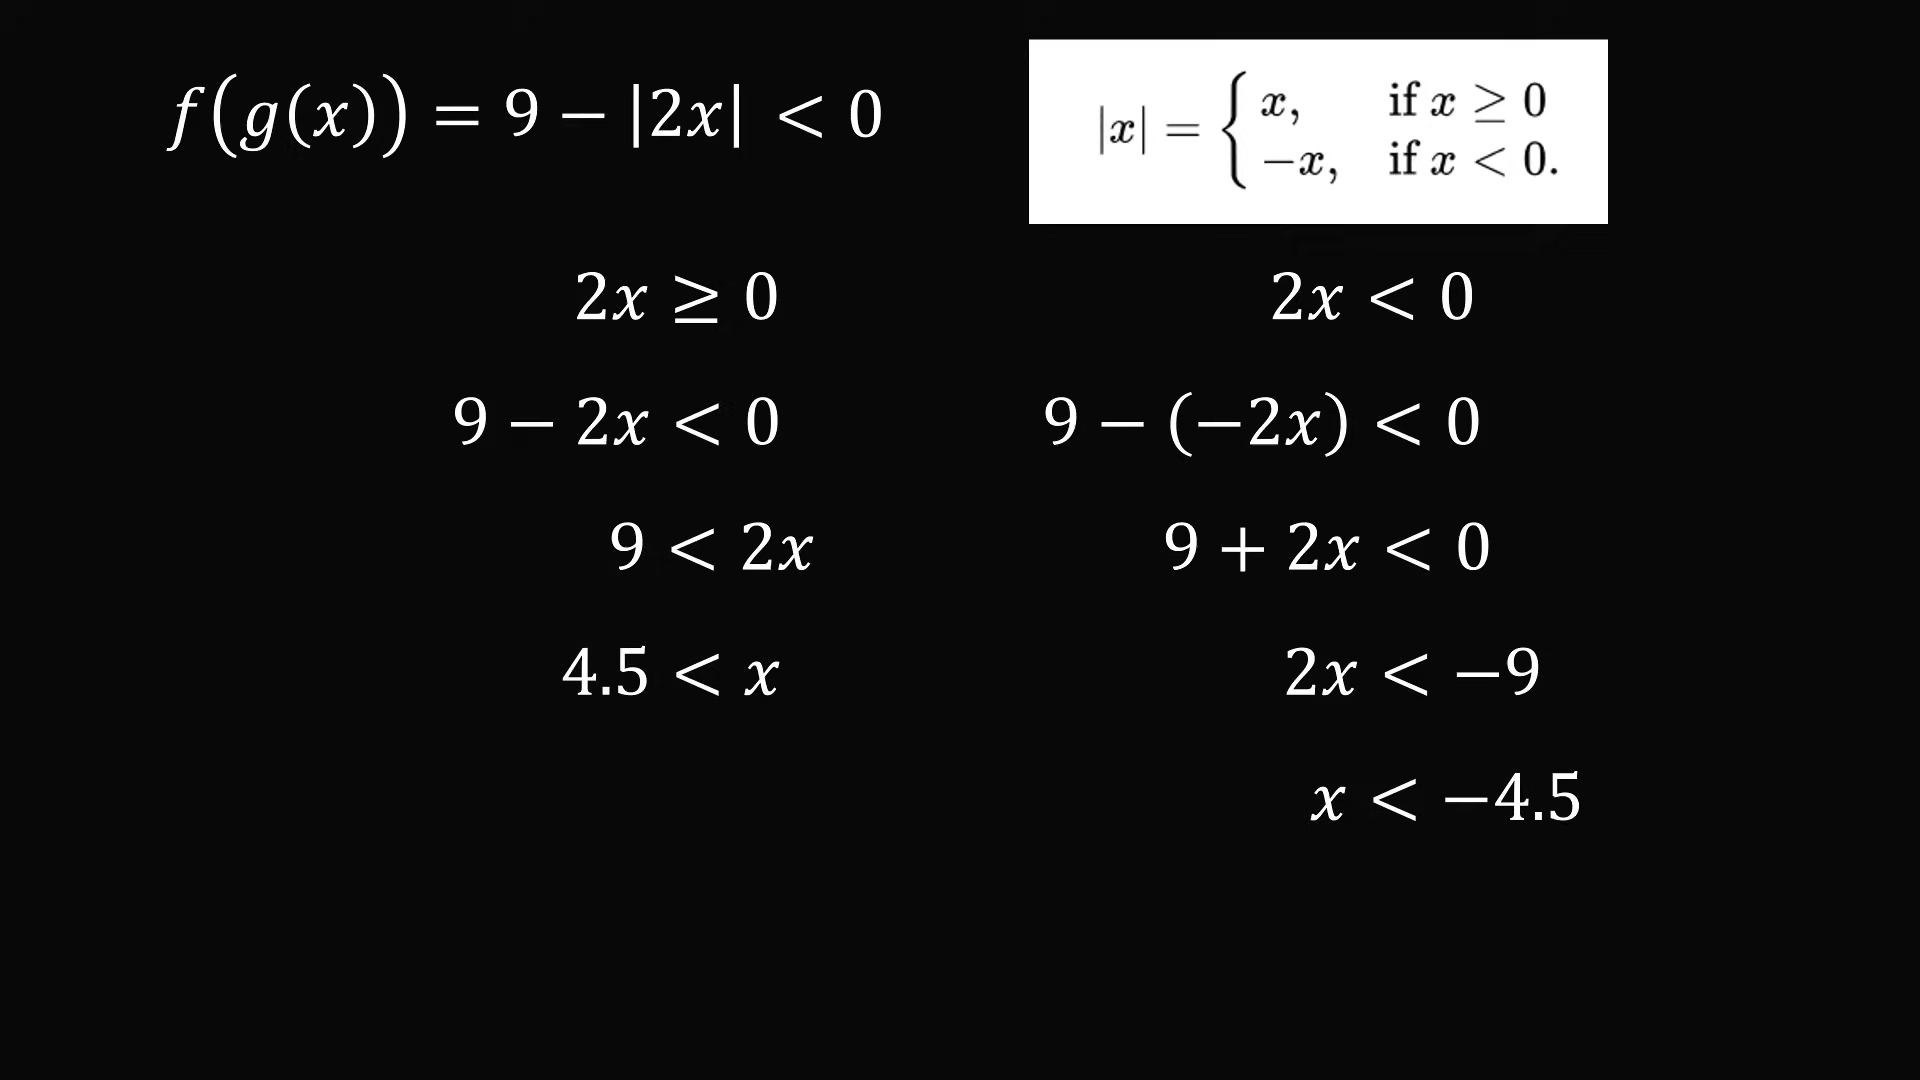 f(g(x)) = 9 − |2x| < 0
|x| = { x, if x ≥ 0
−x, if x < 0.
2x ≥ 0
9 − 2x < 0
9 < 2x
4.5 < x
2x < 0
9 − (−2x) < 0
9 + 2x < 0
2x < −9
x < −4.5